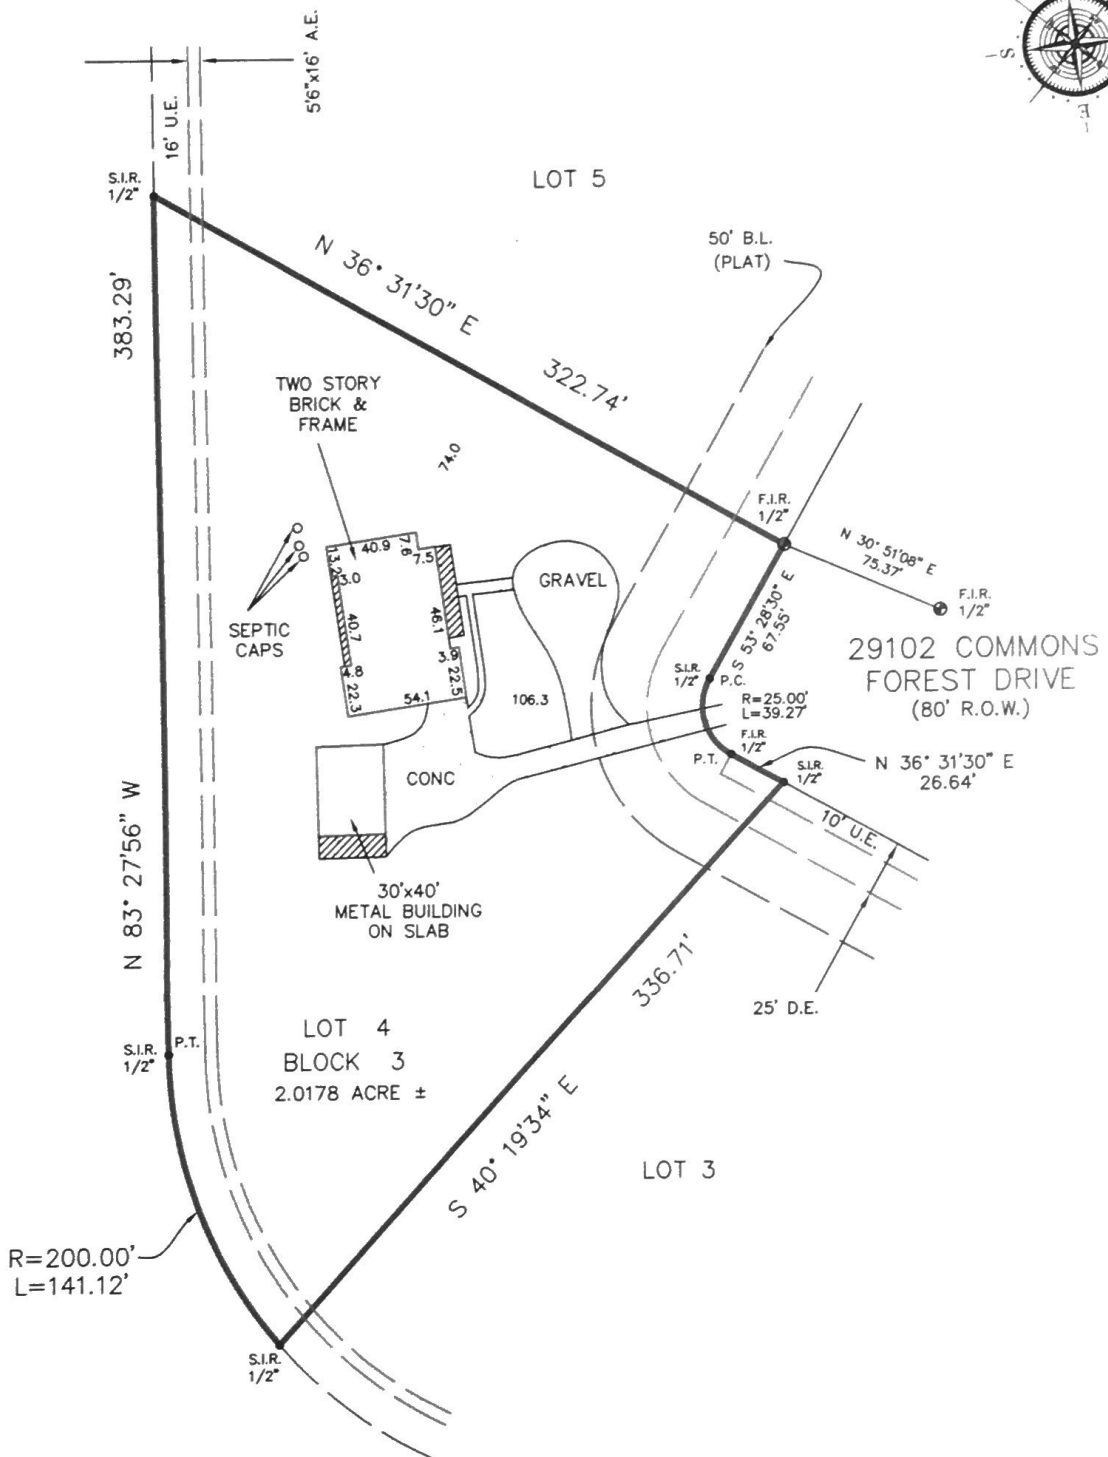 5'6"x16' A.E.
16' U.E.
S
E
S.I.R.
1/2"
LOT 5
383.29'
N 36° 31'30" E
322.74'
50' B.L.
(PLAT)
TWO STORY
BRICK &
FRAME
74.0
F.I.R.
1/2"
N 30° 51'08" E
75.37'
F.I.R.
1/2"
40.9
7.6
7.5
13.2
3.0
40.7
46.1
4.8
22.3
3.9
22.5
54.1
SEPTIC
CAPS
GRAVEL
106.3
S 53° 28'30" E
67.55'
29102 COMMONS
FOREST DRIVE
(80' R.O.W.)
S.I.R.
1/2"
P.C.
R=25.00'
L=39.27'
F.I.R.
1/2"
P.T.
S.I.R.
1/2"
N 36° 31'30" E
26.64'
CONC
10' U.E.
N 83° 27'56" W
30'x40'
METAL BUILDING
ON SLAB
336.71'
25' D.E.
LOT 4
BLOCK 3
2.0178 ACRE ±
S.I.R.
1/2"
P.T.
S 40° 19'34" E
LOT 3
R=200.00'
L=141.12'
S.I.R.
1/2"